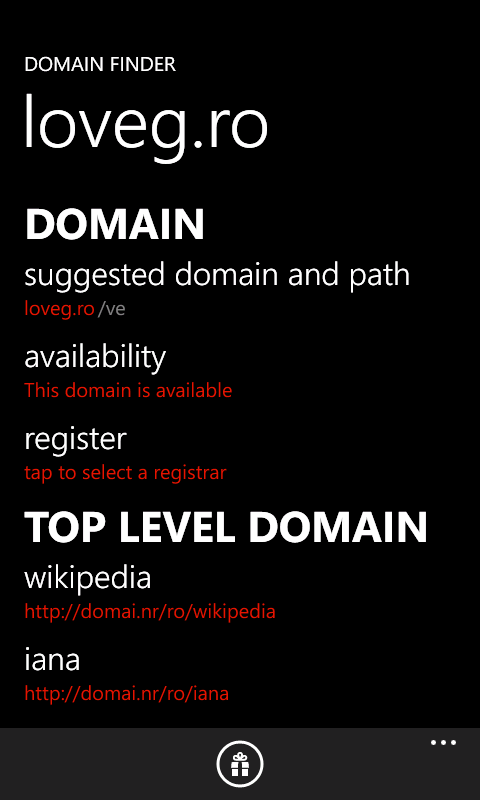 DOMAIN FINDER
loveg.ro
DOMAIN
suggested domain and path
loveg.ro/ve
availability
This domain is available
register
tap to select a registrar
TOP LEVEL DOMAIN
wikipedia
http://domai.nr/ro/wikipedia
iana
http://domai.nr/ro/iana